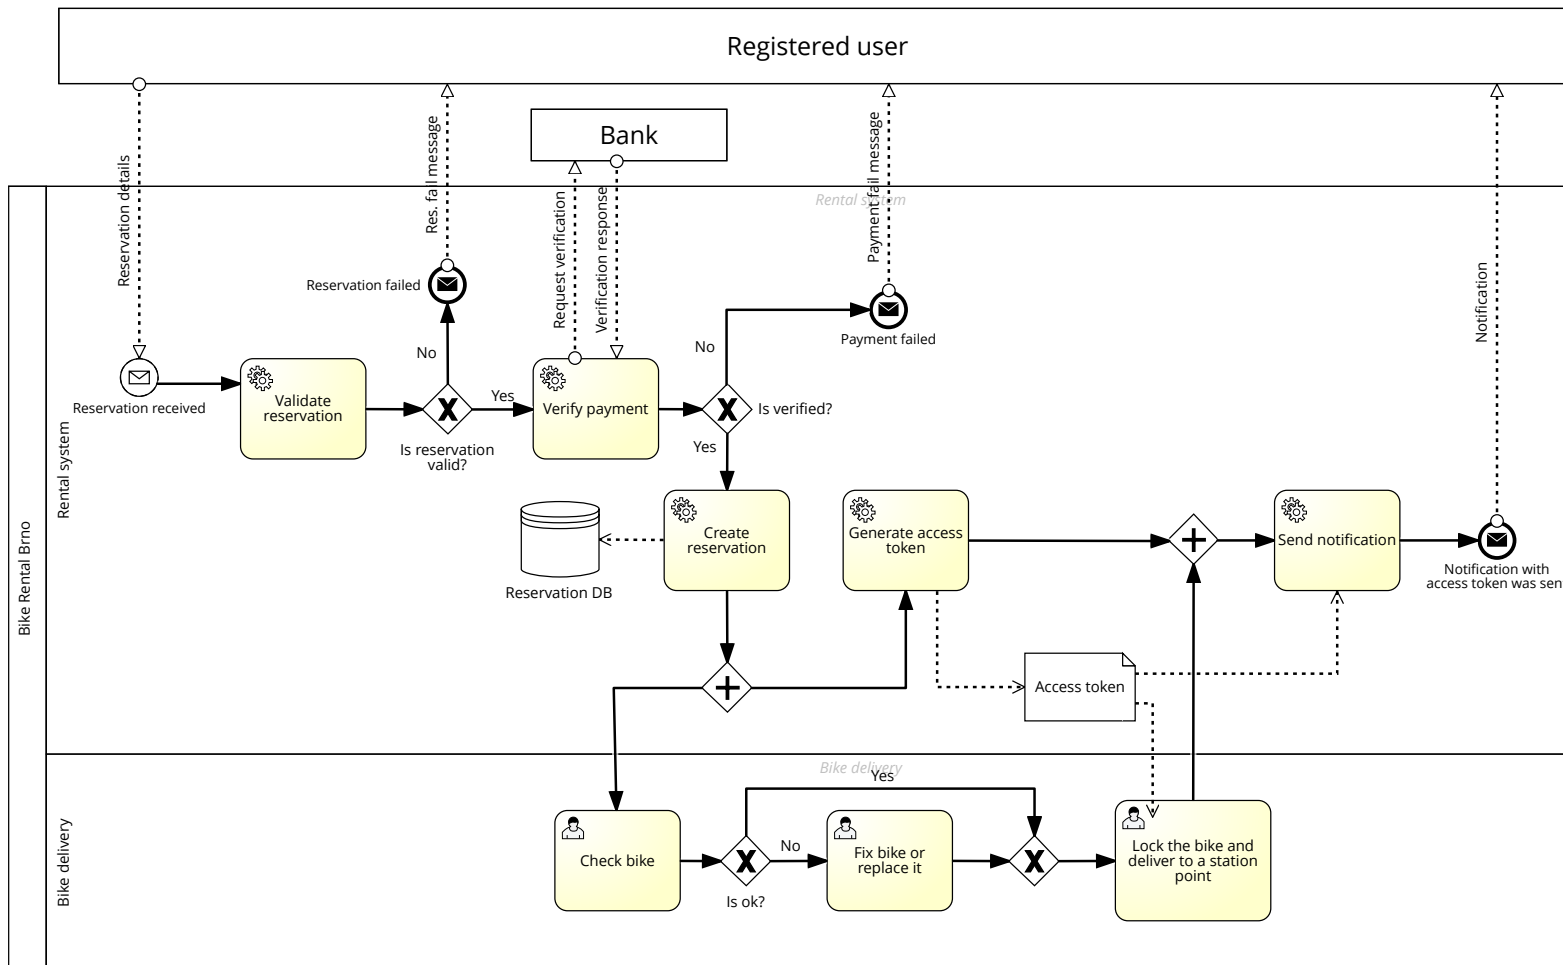 Registered user
Bank
Reservation details
Res. fail message
Request verification
Verification response
Payment fail message
Notification
Rental system
Reservation failed
Payment failed
No
No
Reservation received
Validate
reservation
Yes
Verify payment
Is verified?
Is reservation
valid?
Yes
Rental system
Bike Rental Brno
Create
reservation
Reservation DB
Generate access
token
Send notification
Notification with
access token was sen
Access token
Bike delivery
Yes
Bike delivery
Check bike
Is ok?
No
Fix bike or
replace it
Lock the bike and
deliver to a station
point